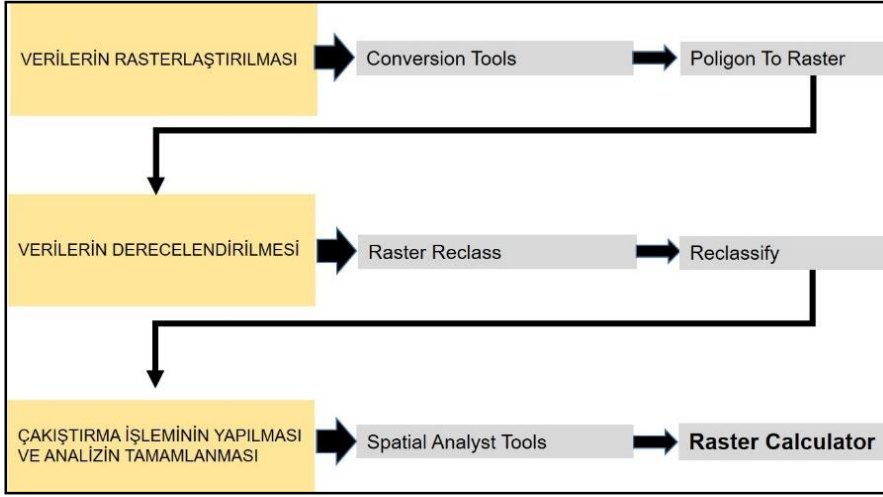 VERİLERİN RASTERLAŞTIRILMASI
Conversion Tools
Poligon To Raster
VERİLERİN DERECELENDİRİLMESİ
Raster Reclass
Reclassify
ÇAKIŞTIRMA İŞLEMİNİN YAPILMASI
VE ANALİZİN TAMAMLANMASI
Spatial Analyst Tools
Raster Calculator